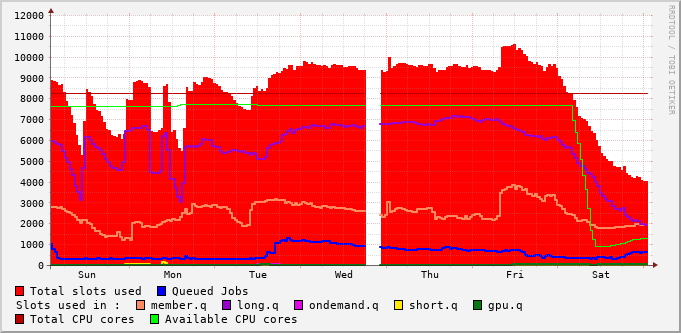 RRDTOOL / TOBI OETIKER
12000
11000
10000
9000
8000
7000
6000
5000
4000
3000
2000
1000
0
Sun Mon Tue Wed Thu Fri Sat
Total slots used Queued Jobs
Slots used in : member.q long.q ondemand.q short.q gpu.q
Total CPU cores Available CPU cores